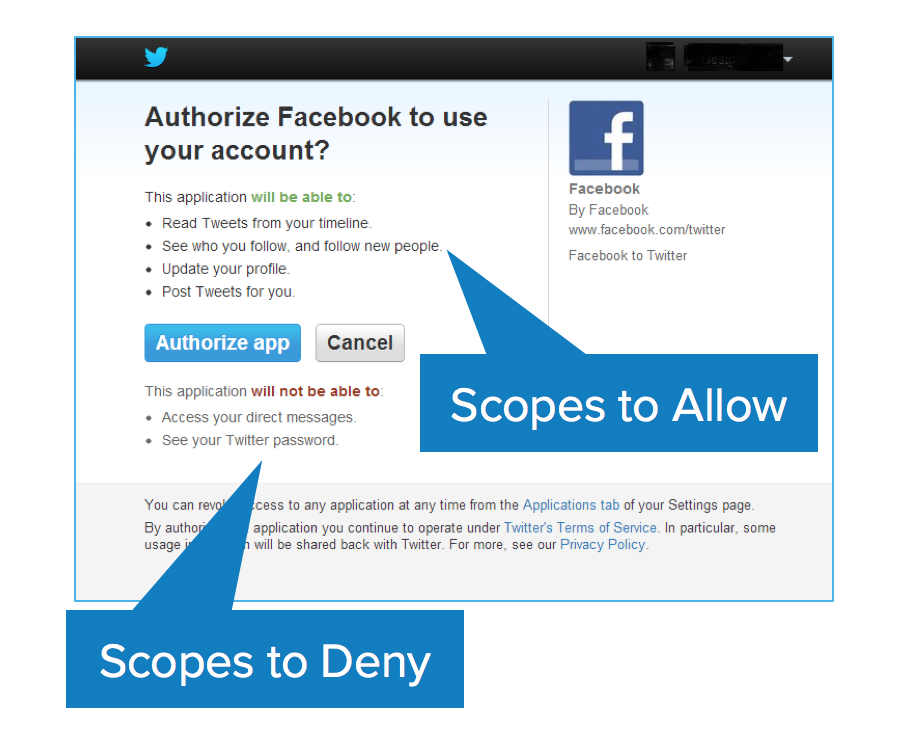 Authorize Facebook to use
your account?
This application will be able to:
• Read Tweets from your timeline.
• See who you follow, and follow new people.
• Update your profile.
• Post Tweets for you.
Authorize app
Cancel
This application will not be able to:
• Access your direct messages.
• See your Twitter password.
f
Facebook
By Facebook
www.facebook.com/twitter
Facebook to Twitter
Scopes to Allow
You can access to any application at any time from the Applications tab of your Settings page.
By application you continue to operate under Twitter's Terms of Service. In particular, some
usage will be shared back with Twitter. For more, see our Privacy Policy.
Scopes to Deny